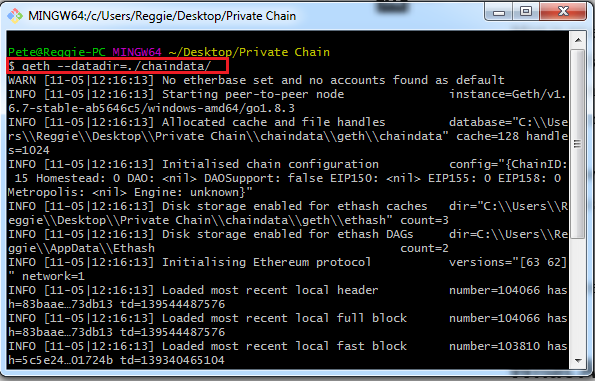 MINGW64:/c/Users/Reggie/Desktop/Private Chain
Pete@Reggie-PC MINGW64 ~/Desktop/Private Chain
$ geth --datadir=./chaindata/
WARN [11-05|12:16:13] No etherbase set and no accounts found as default
INFO [11-05|12:16:13] Starting peer-to-peer node instance=Geth/v1.
6.7-stable-ab5646c5/windows-amd64/go1.8.3
INFO [11-05|12:16:13] Allocated cache and file handles database="C:\\Use
rs\\Reggie\\Desktop\\Private Chain\\chaindata\\geth\\chaindata" cache=128 handle
s=1024
INFO [11-05|12:16:13] Initialised chain configuration config="{ChainID:
15 Homestead: 0 DAO: <nil> DAOSupport: false EIP150: <nil> EIP155: 0 EIP158: 0
Metropolis: <nil> Engine: unknown}"
INFO [11-05|12:16:13] Disk storage enabled for ethash caches dir="C:\\Users\\R
eggie\\Desktop\\Private Chain\\chaindata\\geth\\ethash" count=3
INFO [11-05|12:16:13] Disk storage enabled for ethash DAGs dir=C:\\Users\\Re
ggie\\AppData\\Ethash count=2
INFO [11-05|12:16:13] Initialising Ethereum protocol versions="[63 62]
" network=1
INFO [11-05|12:16:13] Loaded most recent local header number=104066 has
h=83baae…73db13 td=139544487576
INFO [11-05|12:16:13] Loaded most recent local full block number=104066 has
h=83baae…73db13 td=139544487576
INFO [11-05|12:16:13] Loaded most recent local fast block number=103810 has
h=5c5e24…01724b td=139340465104